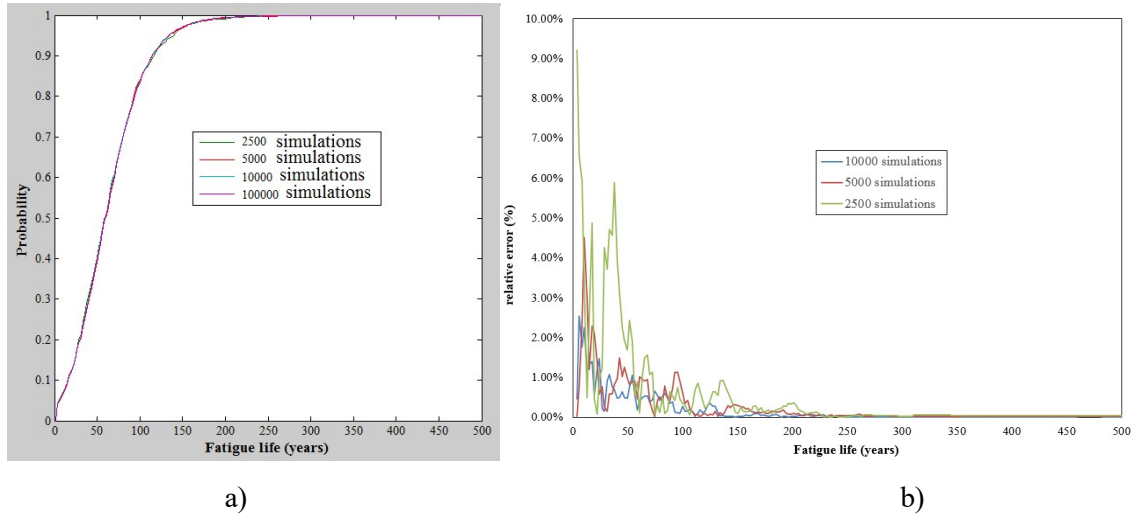 1
0.9
0.8
0.7
0.6
0.5
0.4
0.3
0.2
0.1
0
Probability
2500 simulations
5000 simulations
10000 simulations
100000 simulations
0 50 100 150 200 250 300 350 400 450 500
Fatigue life (years)
a)
10.00%
9.00%
8.00%
7.00%
6.00%
5.00%
4.00%
3.00%
2.00%
1.00%
0.00%
relative error (%)
10000 simulations
5000 simulations
2500 simulations
0 50 100 150 200 250 300 350 400 450 500
Fatigue life (years)
b)